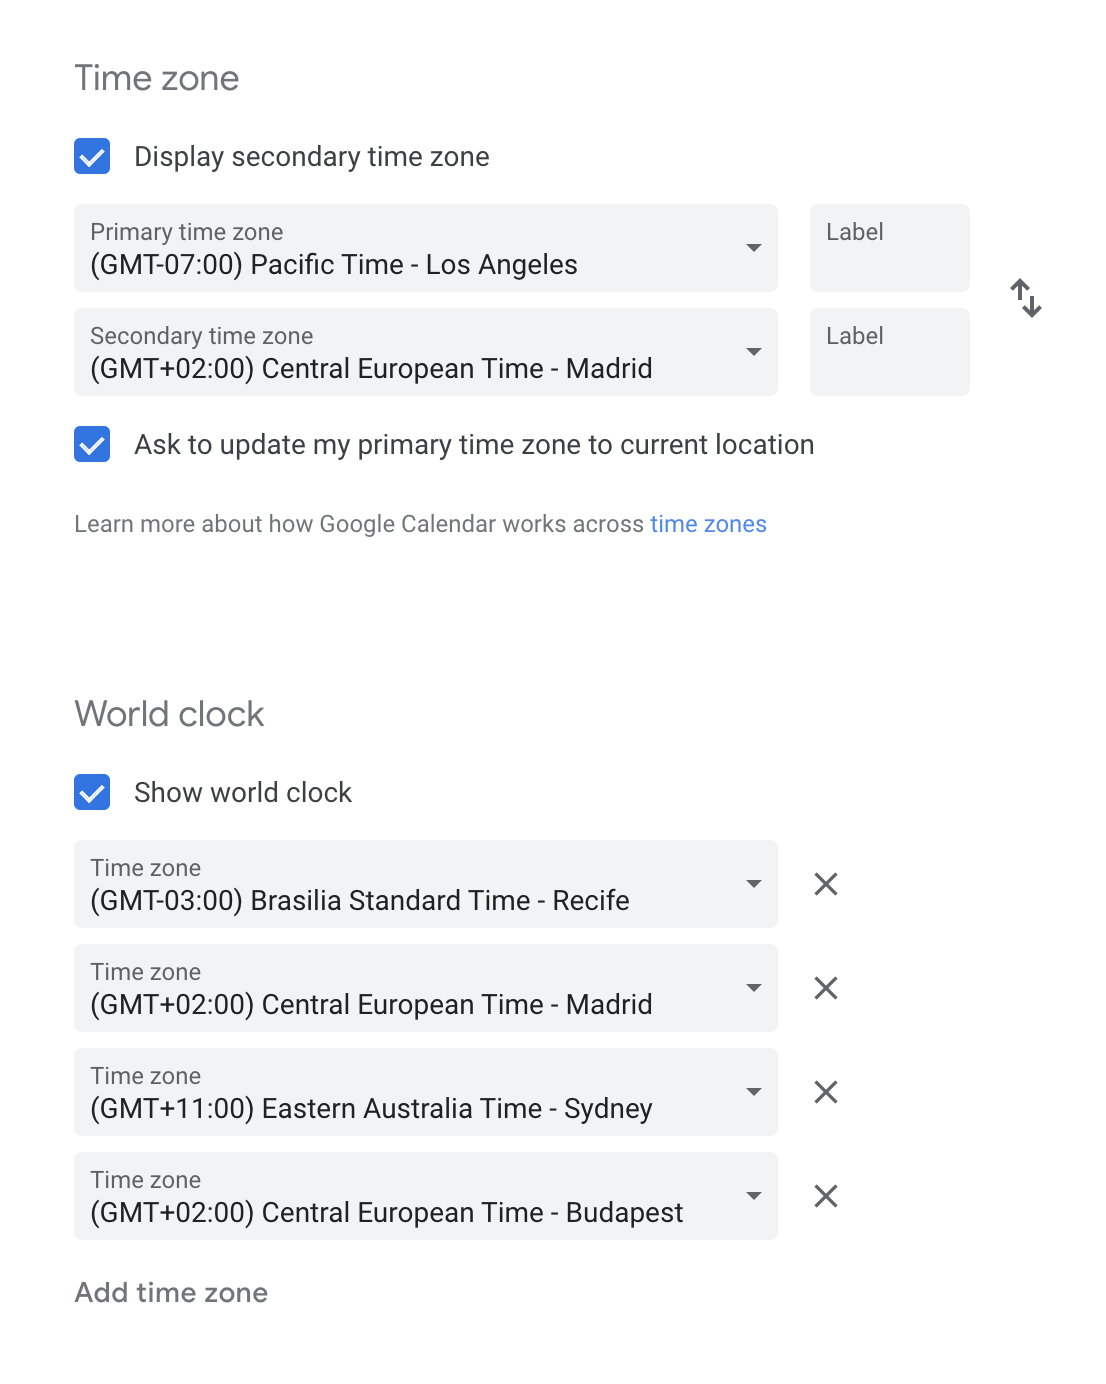 Time zone
Display secondary time zone
Primary time zone
(GMT-07:00) Pacific Time - Los Angeles
Label
Secondary time zone
(GMT+02:00) Central European Time - Madrid
Label
Ask to update my primary time zone to current location
Learn more about how Google Calendar works across time zones
World clock
Show world clock
Time zone
(GMT-03:00) Brasilia Standard Time - Recife
Time zone
(GMT+02:00) Central European Time - Madrid
Time zone
(GMT+11:00) Eastern Australia Time - Sydney
Time zone
(GMT+02:00) Central European Time - Budapest
Add time zone